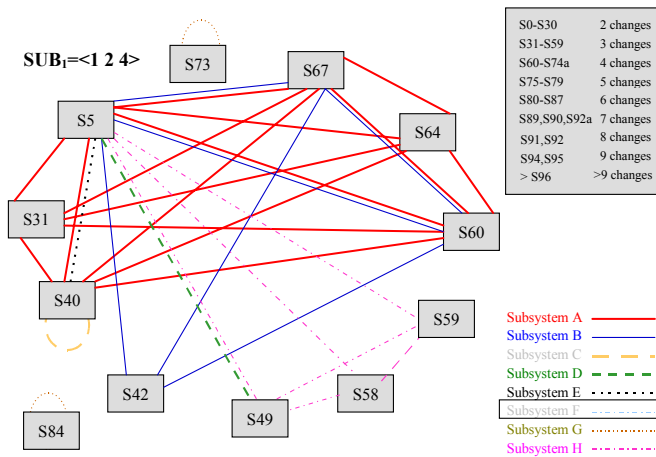 SUB1=<1 2 4>
S73
S67
S5
S64
S31
S60
S40
S59
S42
S58
S49
S84
S0-S30 2 changes
S31-S59 3 changes
S60-S74a 4 changes
S75-S79 5 changes
S80-S87 6 changes
S89,S90,S92a 7 changes
S91,S92 8 changes
S94,S95 9 changes
> S96 >9 changes
Subsystem A
Subsystem B
Subsystem C
Subsystem D
Subsystem E
Subsystem F
Subsystem G
Subsystem H